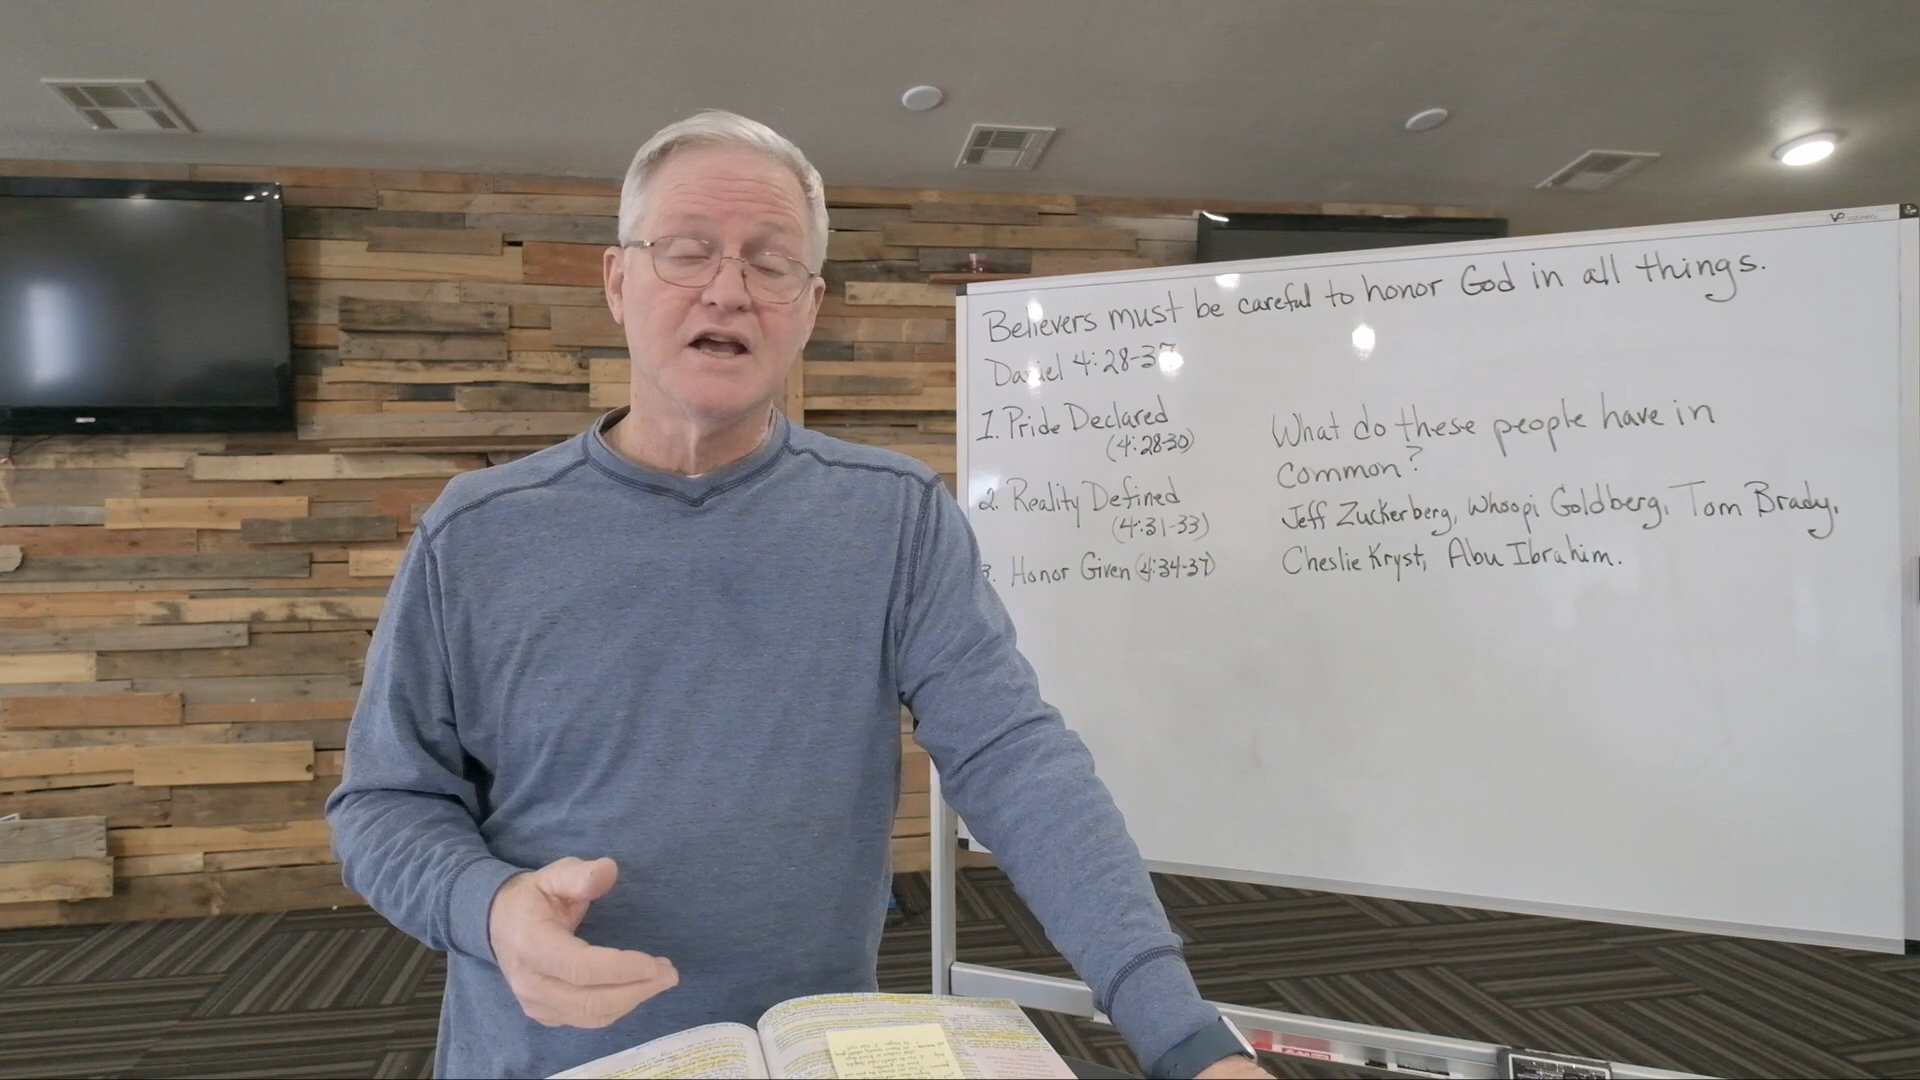 Believers must be careful to honor God in all things.
Daniel 4:28-37
1. Pride Declared
(4:28-30)
2. Reality Defined
(4:31-33)
3. Honor Given (4:34-37)
What do these people have in
common?
Jeff Zuckerberg, Whoopi Goldberg, Tom Brady,
Cheslie Kryst, Abu Ibrahim.